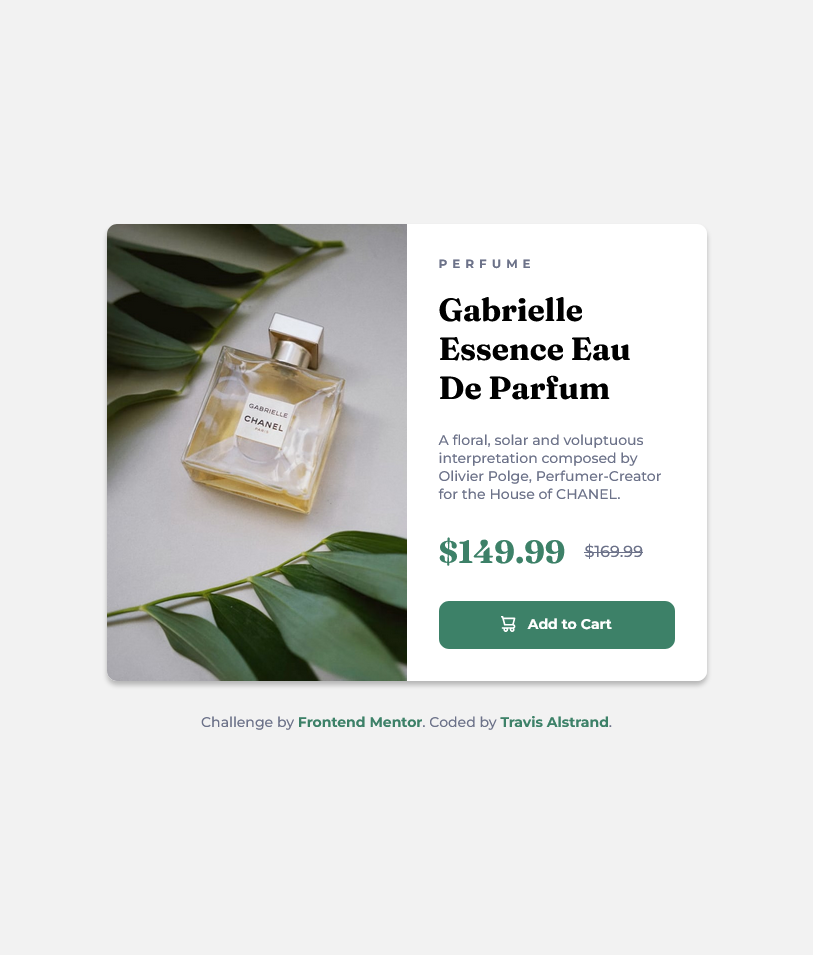 GABRIELLE
CHANEL
PARIS
PERFUME
Gabrielle
Essence Eau
De Parfum
A floral, solar and voluptuous
interpretation composed by
Olivier Polge, Perfumer-Creator
for the House of CHANEL.
$149.99 $169.99
Add to Cart
Challenge by Frontend Mentor. Coded by Travis Alstrand.